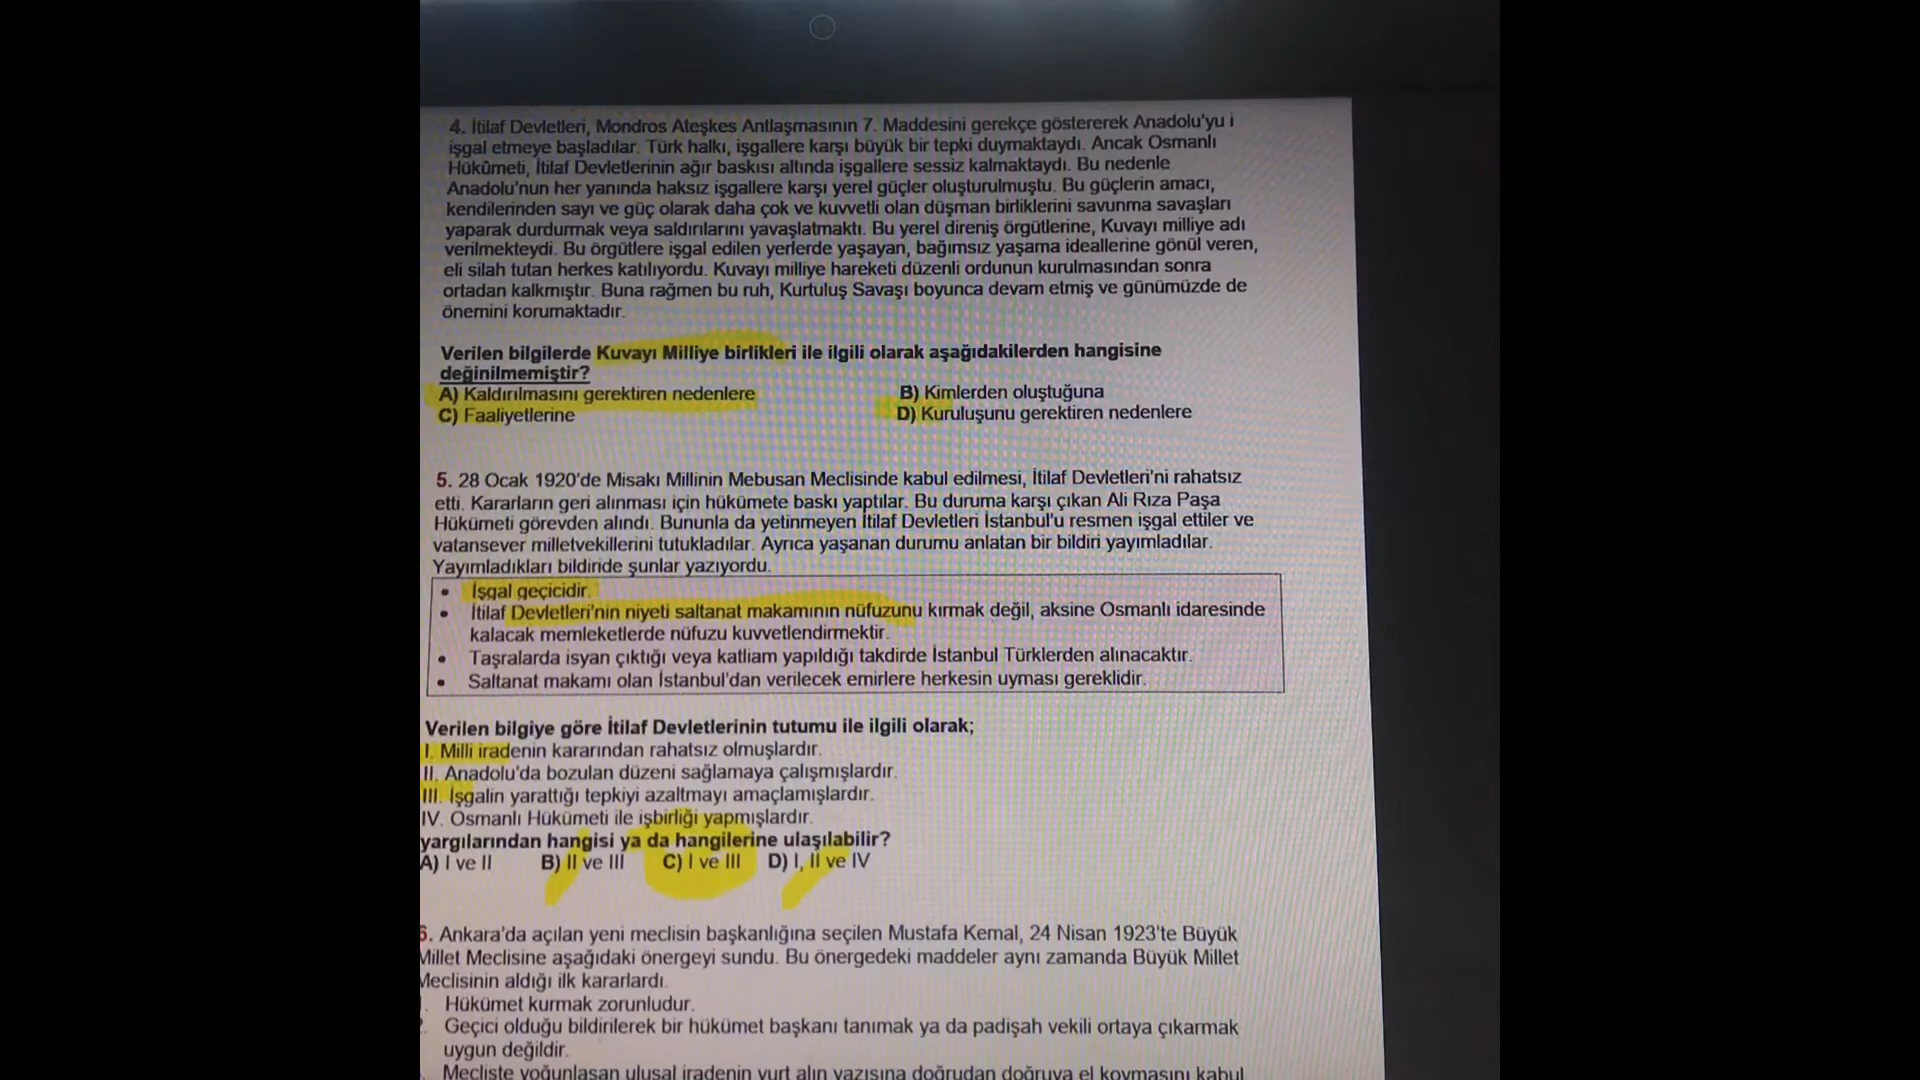 4. İtilaf Devletleri, Mondros Ateşkes Antlaşmasının 7. Maddesini gerekçe göstererek Anadolu'yu i
işgal etmeye başladılar. Türk halkı, işgallere karşı büyük bir tepki duymaktaydı. Ancak Osmanlı
Hükûmeti, İtilaf Devletlerinin ağır baskısı altında işgallere sessiz kalmaktaydı. Bu nedenle
Anadolu'nun her yanında haksız işgallere karşı yerel güçler oluşturulmuştu. Bu güçlerin amacı,
kendilerinden sayı ve güç olarak daha çok ve kuvvetli olan düşman birliklerini savunma savaşları
yaparak durdurmak veya saldırılarını yavaşlatmaktı. Bu yerel direniş örgütlerine, Kuvayı milliye adı
verilmekteydi. Bu örgütlere işgal edilen yerlerde yaşayan, bağımsız yaşama ideallerine gönül veren,
eli silah tutan herkes katılıyordu. Kuvayı milliye hareketi düzenli ordunun kurulmasından sonra
ortadan kalkmıştır. Buna rağmen bu ruh, Kurtuluş Savaşı boyunca devam etmiş ve günümüzde de
önemini korumaktadır.
Verilen bilgilerde Kuvayı Milliye birlikleri ile ilgili olarak aşağıdakilerden hangisine
değinilmemiştir?
A) Kaldırılmasını gerektiren nedenlere B) Kimlerden oluştuğuna
C) Faaliyetlerine D) Kuruluşunu gerektiren nedenlere
5. 28 Ocak 1920'de Misakı Millinin Mebusan Meclisinde kabul edilmesi, İtilaf Devletleri'ni rahatsız
etti. Kararların geri alınması için hükümete baskı yaptılar. Bu duruma karşı çıkan Ali Rıza Paşa
Hükümeti görevden alındı. Bununla da yetinmeyen İtilaf Devletleri İstanbul'u resmen işgal ettiler ve
vatansever milletvekillerini tutukladılar. Ayrıca yaşanan durumu anlatan bir bildiri yayımladılar.
Yayımladıkları bildiride şunlar yazıyordu.
• İşgal geçicidir.
• İtilaf Devletleri'nin niyeti saltanat makamının nüfuzunu kırmak değil, aksine Osmanlı idaresinde
kalacak memleketlerde nüfuzu kuvvetlendirmektir.
• Taşralarda isyan çıktığı veya katliam yapıldığı takdirde İstanbul Türklerden alınacaktır.
• Saltanat makamı olan İstanbul'dan verilecek emirlere herkesin uyması gereklidir.
Verilen bilgiye göre İtilaf Devletlerinin tutumu ile ilgili olarak;
I. Milli iradenin kararından rahatsız olmuşlardır.
II. Anadolu'da bozulan düzeni sağlamaya çalışmışlardır.
III. İşgalin yarattığı tepkiyi azaltmayı amaçlamışlardır.
IV. Osmanlı Hükümeti ile işbirliği yapmışlardır.
yargılarından hangisi ya da hangilerine ulaşılabilir?
A) I ve II B) II ve III C) I ve III D) I, II ve IV
6. Ankara'da açılan yeni meclisin başkanlığına seçilen Mustafa Kemal, 24 Nisan 1923'te Büyük
Millet Meclisine aşağıdaki önergeyi sundu. Bu önergedeki maddeler aynı zamanda Büyük Millet
Meclisinin aldığı ilk kararlardı.
Hükümet kurmak zorunludur.
Geçici olduğu bildirilerek bir hükümet başkanı tanımak ya da padişah vekili ortaya çıkarmak
uygun değildir.
Mecliste yoğunlaşan ulusal iradenin yurt alın yazısına doğrudan doğruya el koymasını kabul